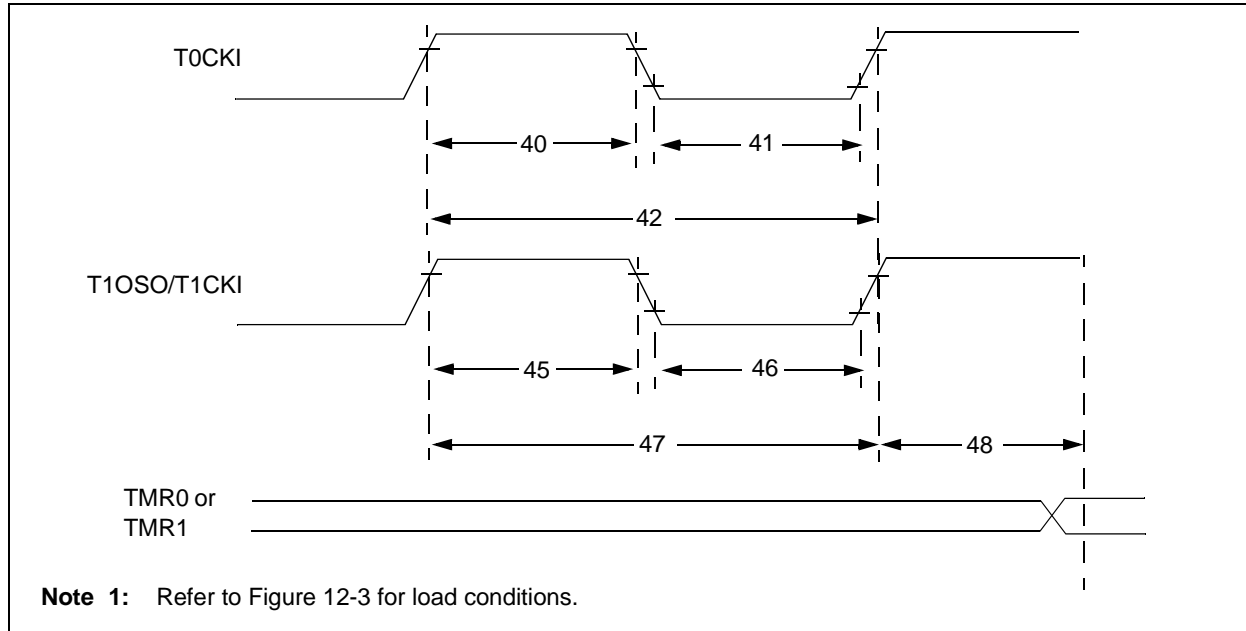 T0CKI
40
41
42
T1OSO/T1CKI
45
46
47
48
TMR0 or
TMR1
Note 1: Refer to Figure 12-3 for load conditions.